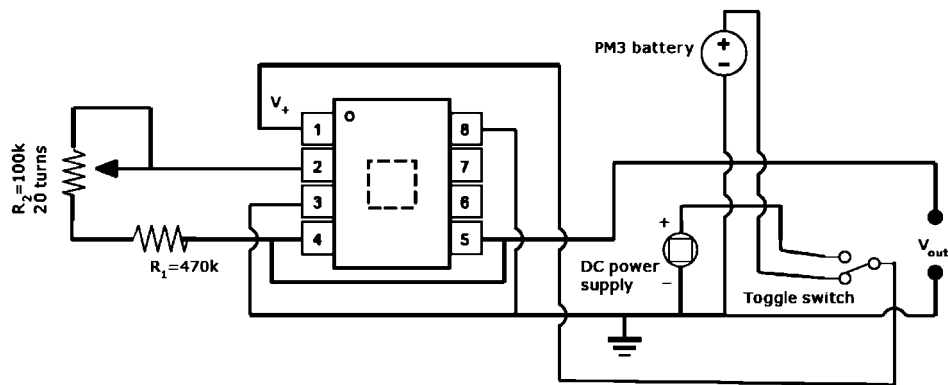 PM3 battery
+
−
V+
1
8
2
7
3
6
4
5
R2=100k
20 turns
R1=470k
+
DC power
supply
−
Toggle switch
Vout